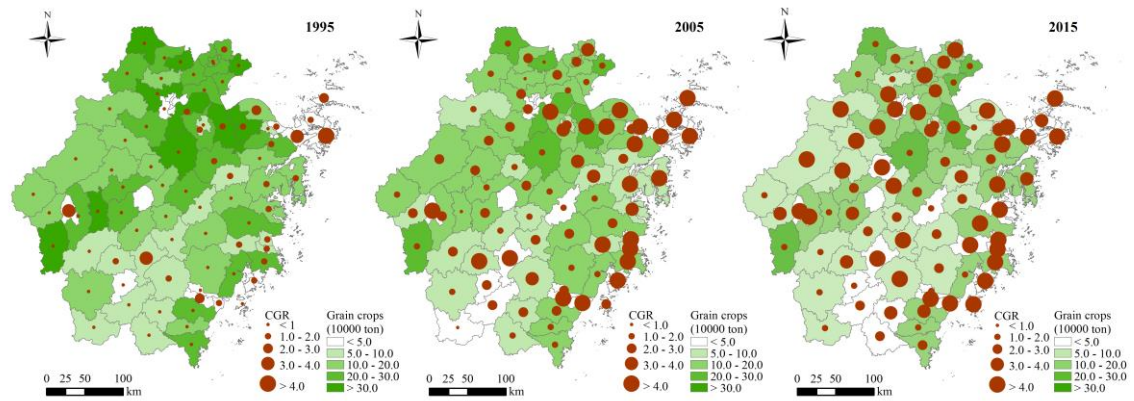 N
1995
CGR
< 1
1.0 - 2.0
2.0 - 3.0
3.0 - 4.0
> 4.0
Grain crops
(10000 ton)
< 5.0
5.0 - 10.0
10.0 - 20.0
20.0 - 30.0
> 30.0
0 25 50 100
km
N
2005
CGR
< 1.0
1.0 - 2.0
2.0 - 3.0
3.0 - 4.0
> 4.0
Grain crops
(10000 ton)
< 5.0
5.0 - 10.0
10.0 - 20.0
20.0 - 30.0
> 30.0
0 25 50 100
km
N
2015
CGR
< 1.0
1.0 - 2.0
2.0 - 3.0
3.0 - 4.0
> 4.0
Grain crops
(10000 ton)
< 5.0
5.0 - 10.0
10.0 - 20.0
20.0 - 30.0
> 30.0
0 25 50 100
km